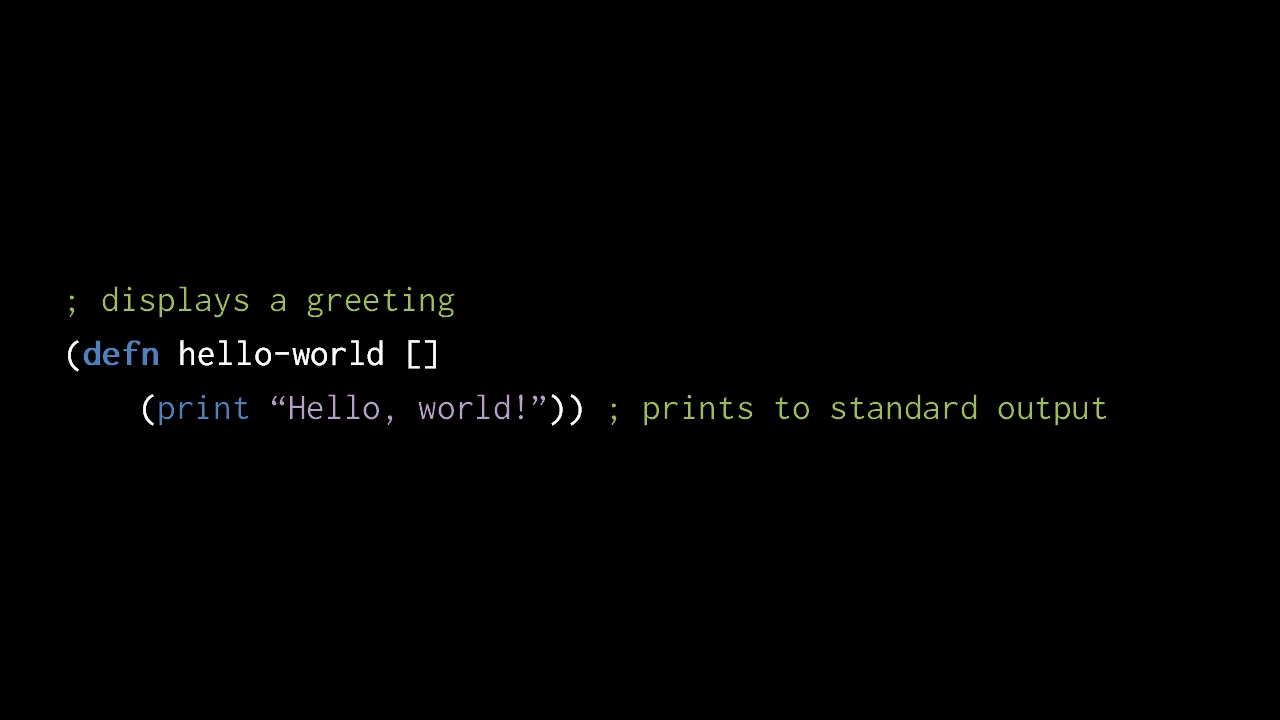 ; displays a greeting
(defn hello-world []
    (print “Hello, world!”)) ; prints to standard output